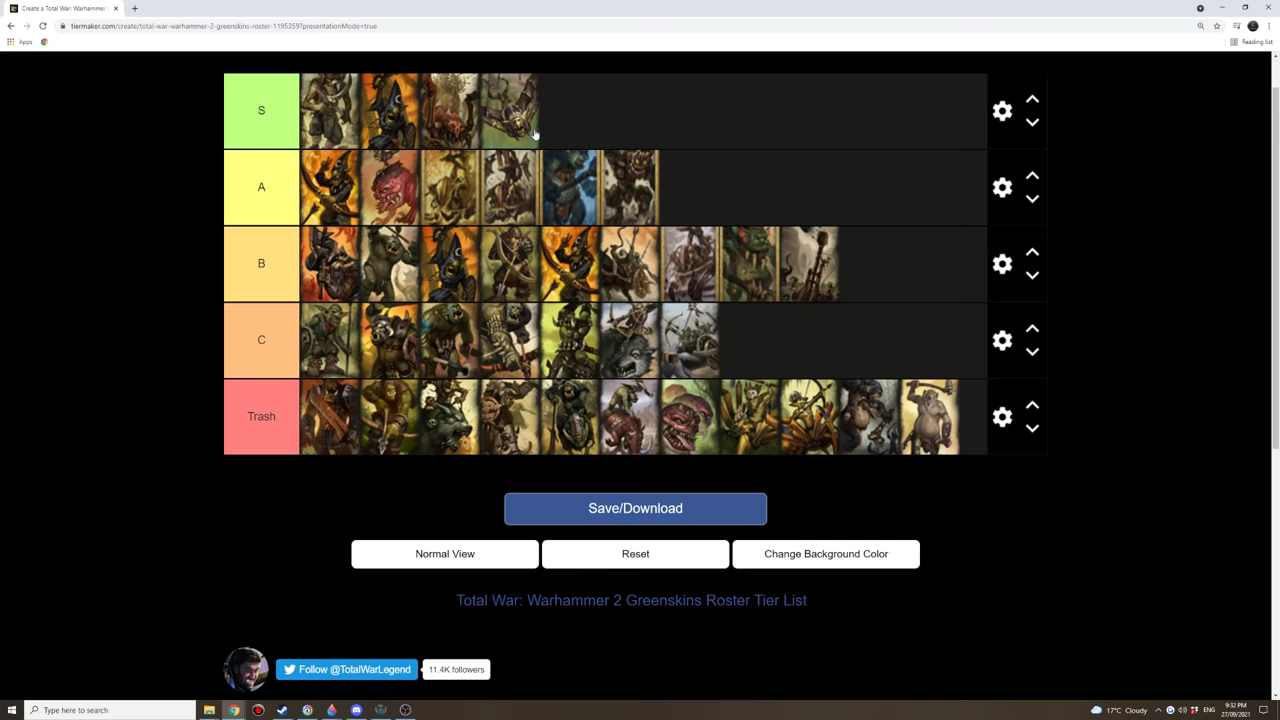 Create a Total War: Warhammer
tiermaker.com/create/total-war-warhammer-2-greenskins-roster-1195359?presentationMode=true
Apps
Reading list
S
A
B
C
Trash
Save/Download
Normal View
Reset
Change Background Color
Total War: Warhammer 2 Greenskins Roster Tier List
Follow @TotalWarLegend
11.4K followers
Type here to search
17°C Cloudy
ENG
9:32 PM
27/09/2021